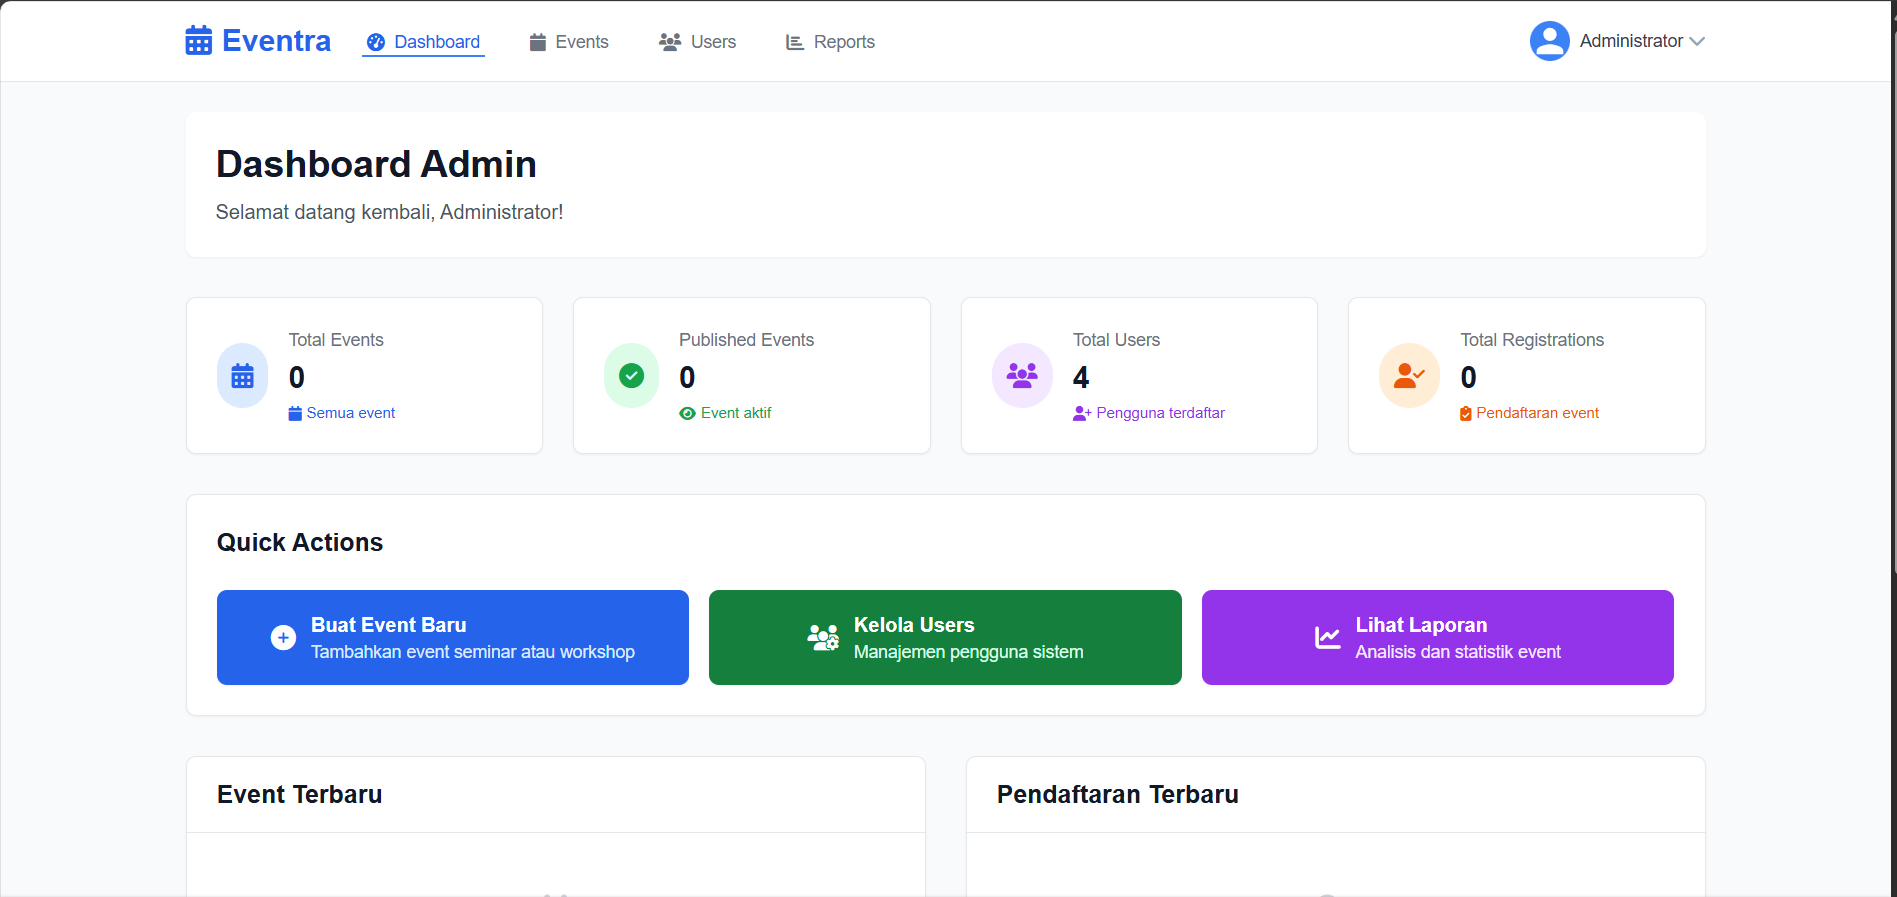 Eventra
Dashboard
Events
Users
Reports
Administrator
Dashboard Admin
Selamat datang kembali, Administrator!
Total Events
0
Semua event
Published Events
0
Event aktif
Total Users
4
Pengguna terdaftar
Total Registrations
0
Pendaftaran event
Quick Actions
Buat Event Baru
Tambahkan event seminar atau workshop
Kelola Users
Manajemen pengguna sistem
Lihat Laporan
Analisis dan statistik event
Event Terbaru
Pendaftaran Terbaru